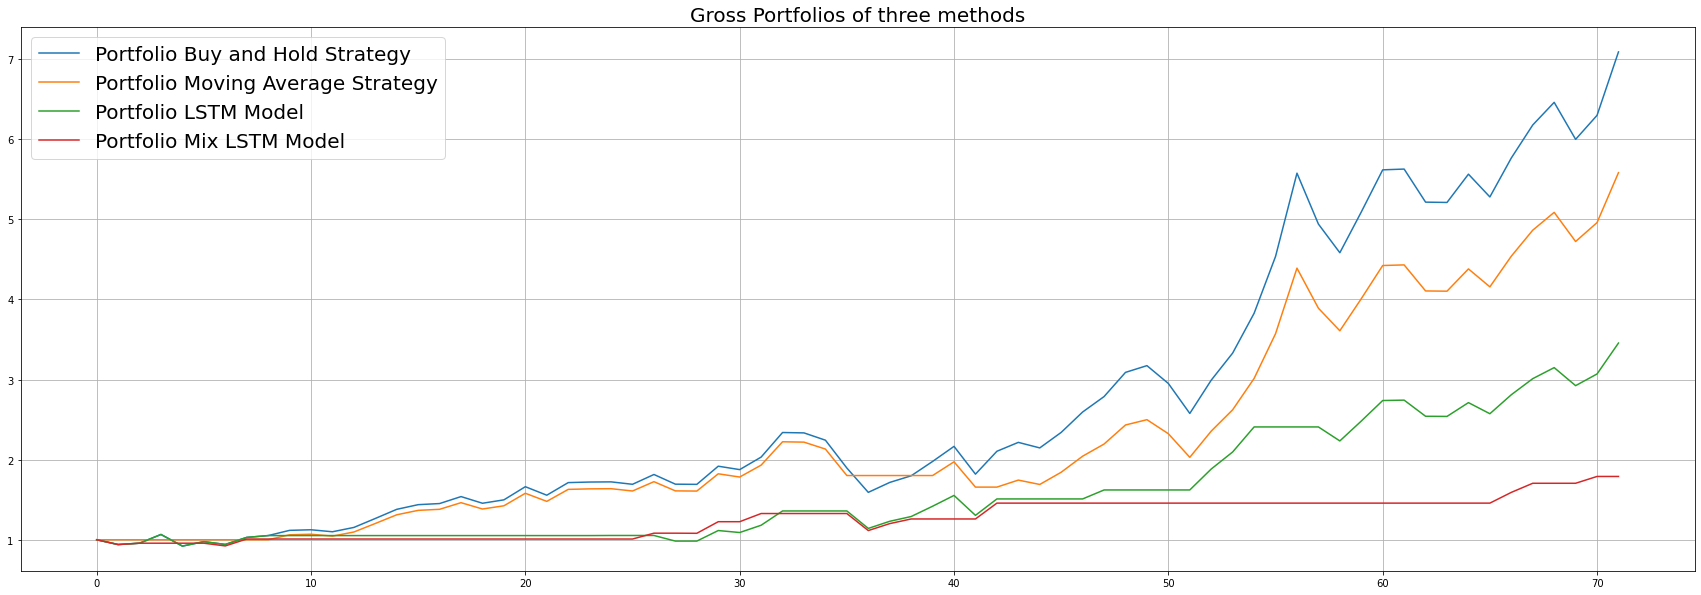 Gross Portfolios of three methods
Portfolio Buy and Hold Strategy
Portfolio Moving Average Strategy
Portfolio LSTM Model
Portfolio Mix LSTM Model
7
6
5
4
3
2
1
0 10 20 30 40 50 60 70